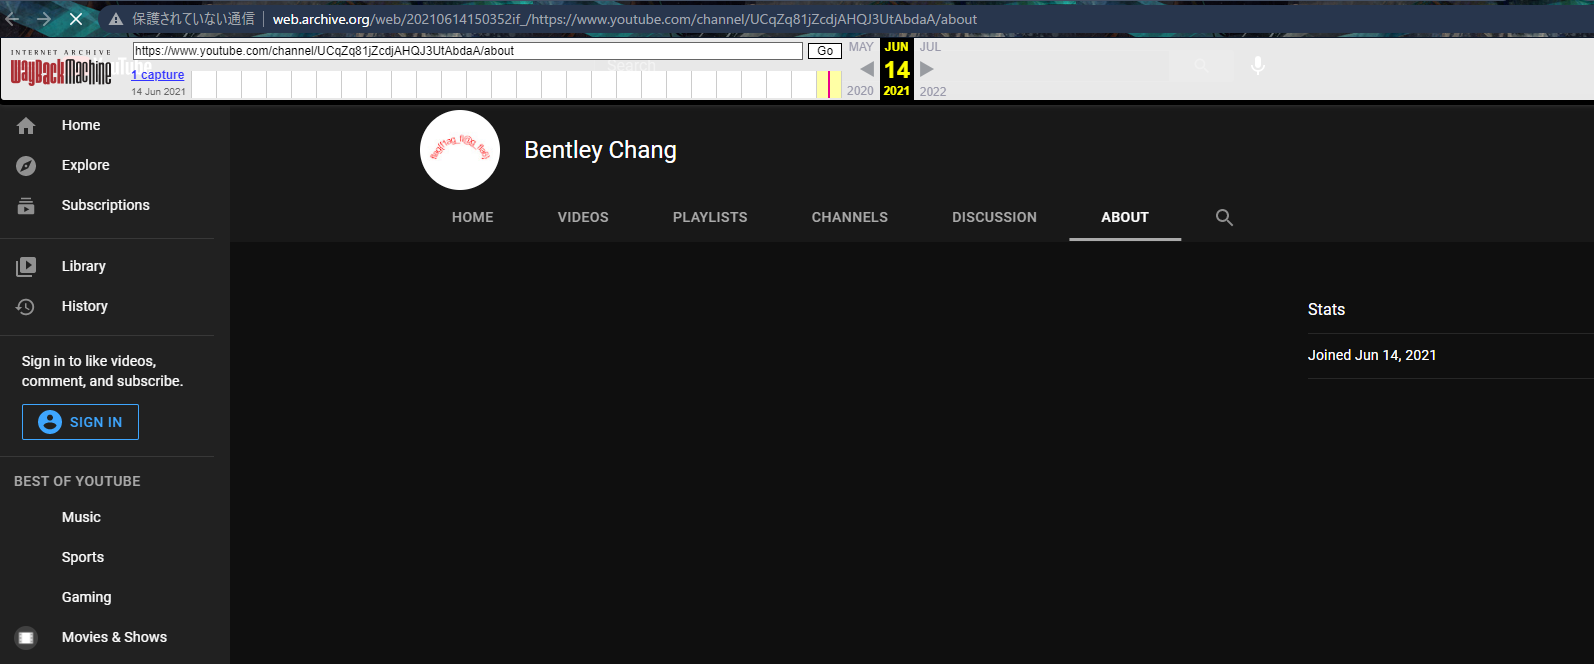 保護されていない通信 | web.archive.org/web/20210614150352if_/https://www.youtube.com/channel/UCqZq81jZcdjAHQJ3UtAbdaA/about
INTERNET ARCHIVE
WayBackMachine
https://www.youtube.com/channel/UCqZq81jZcdjAHQJ3UtAbdaA/about
Go
1 capture
14 Jun 2021
Search
MAY JUN JUL
14
2020 2021 2022
Home
Explore
Subscriptions
Library
History
Sign in to like videos,
comment, and subscribe.
SIGN IN
BEST OF YOUTUBE
Music
Sports
Gaming
Movies & Shows
Bentley Chang
HOME VIDEOS PLAYLISTS CHANNELS DISCUSSION ABOUT
Stats
Joined Jun 14, 2021